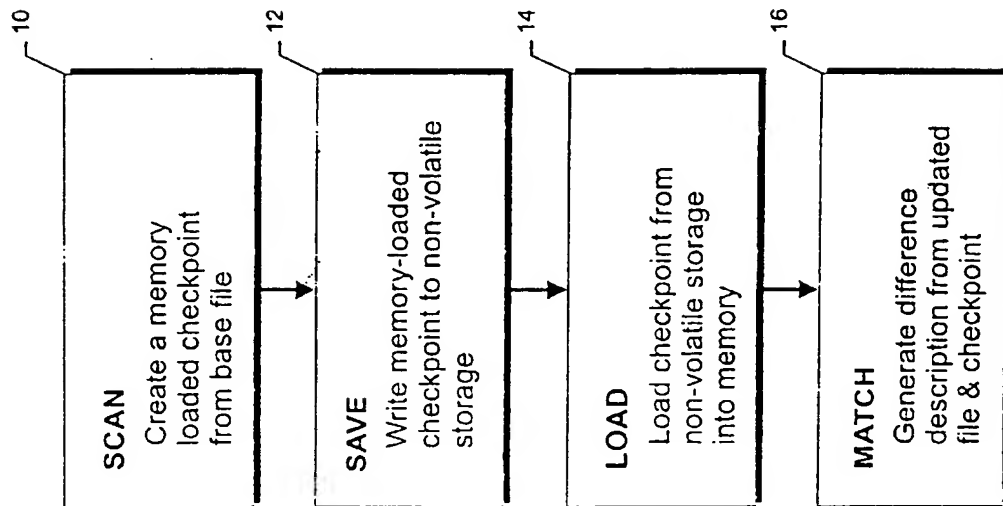 10
SCAN
Create a memory
loaded checkpoint
from base file
12
SAVE
Write memory-loaded
checkpoint to non-volatile
storage
14
LOAD
Load checkpoint from
non-volatile storage
into memory
16
MATCH
Generate difference
description from updated
file & checkpoint